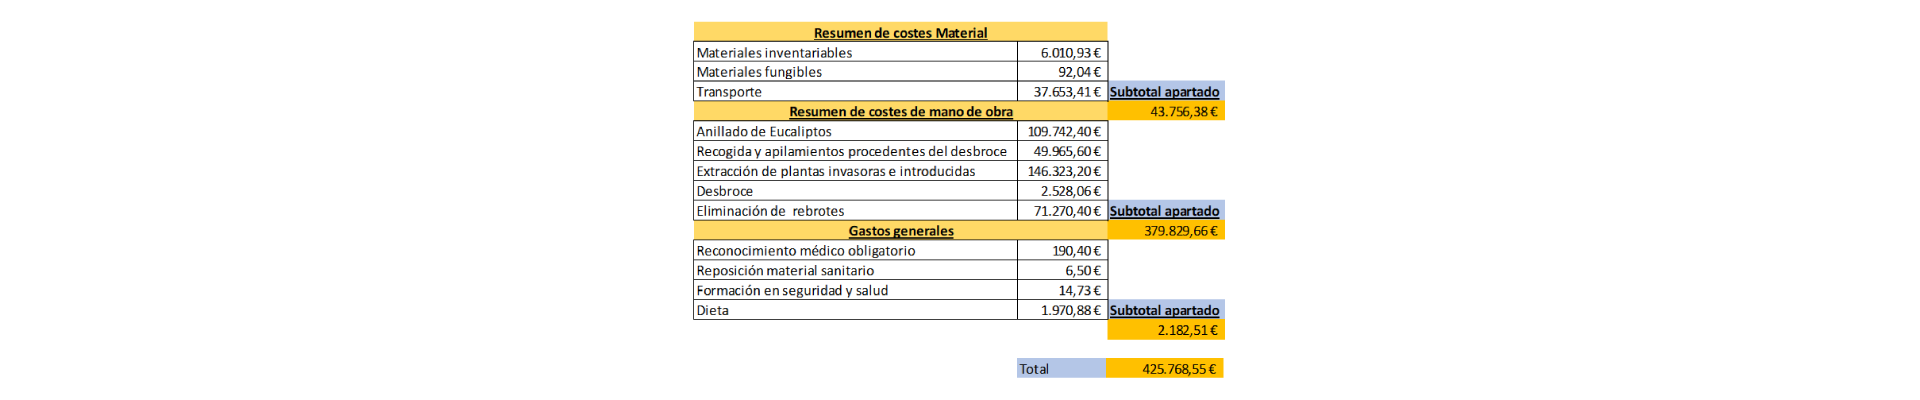 Resumen de costes Material
Materiales inventariables 6.010,93 €
Materiales fungibles 92,04 €
Transporte 37.653,41 € Subtotal apartado
Resumen de costes de mano de obra 43.756,38 €
Anillado de Eucaliptos 109.742,40 €
Recogida y apilamientos procedentes del desbroce 49.965,60 €
Extracción de plantas invasoras e introducidas 146.323,20 €
Desbroce 2.528,06 €
Eliminación de rebrotes 71.270,40 € Subtotal apartado
Gastos generales 379.829,66 €
Reconocimiento médico obligatorio 190,40 €
Reposición material sanitario 6,50 €
Formación en seguridad y salud 14,73 €
Dieta 1.970,88 € Subtotal apartado
2.182,51 €
Total 425.768,55 €